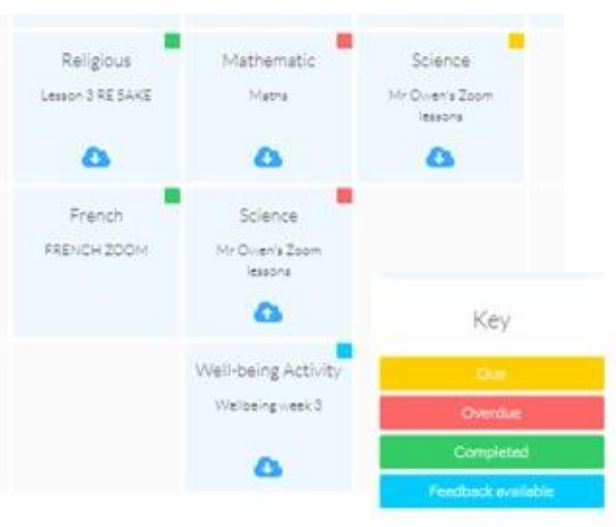 Religious
Lesson 3 RE 5AKE
Mathematic
Maths
Science
Mr Owen's Zoom
lessons
French
FRENCH ZOOM
Science
Mr Owen's Zoom
lessons
Well-being Activity
Wellbeing week 3
Key
Due
Overdue
Completed
Feedback available